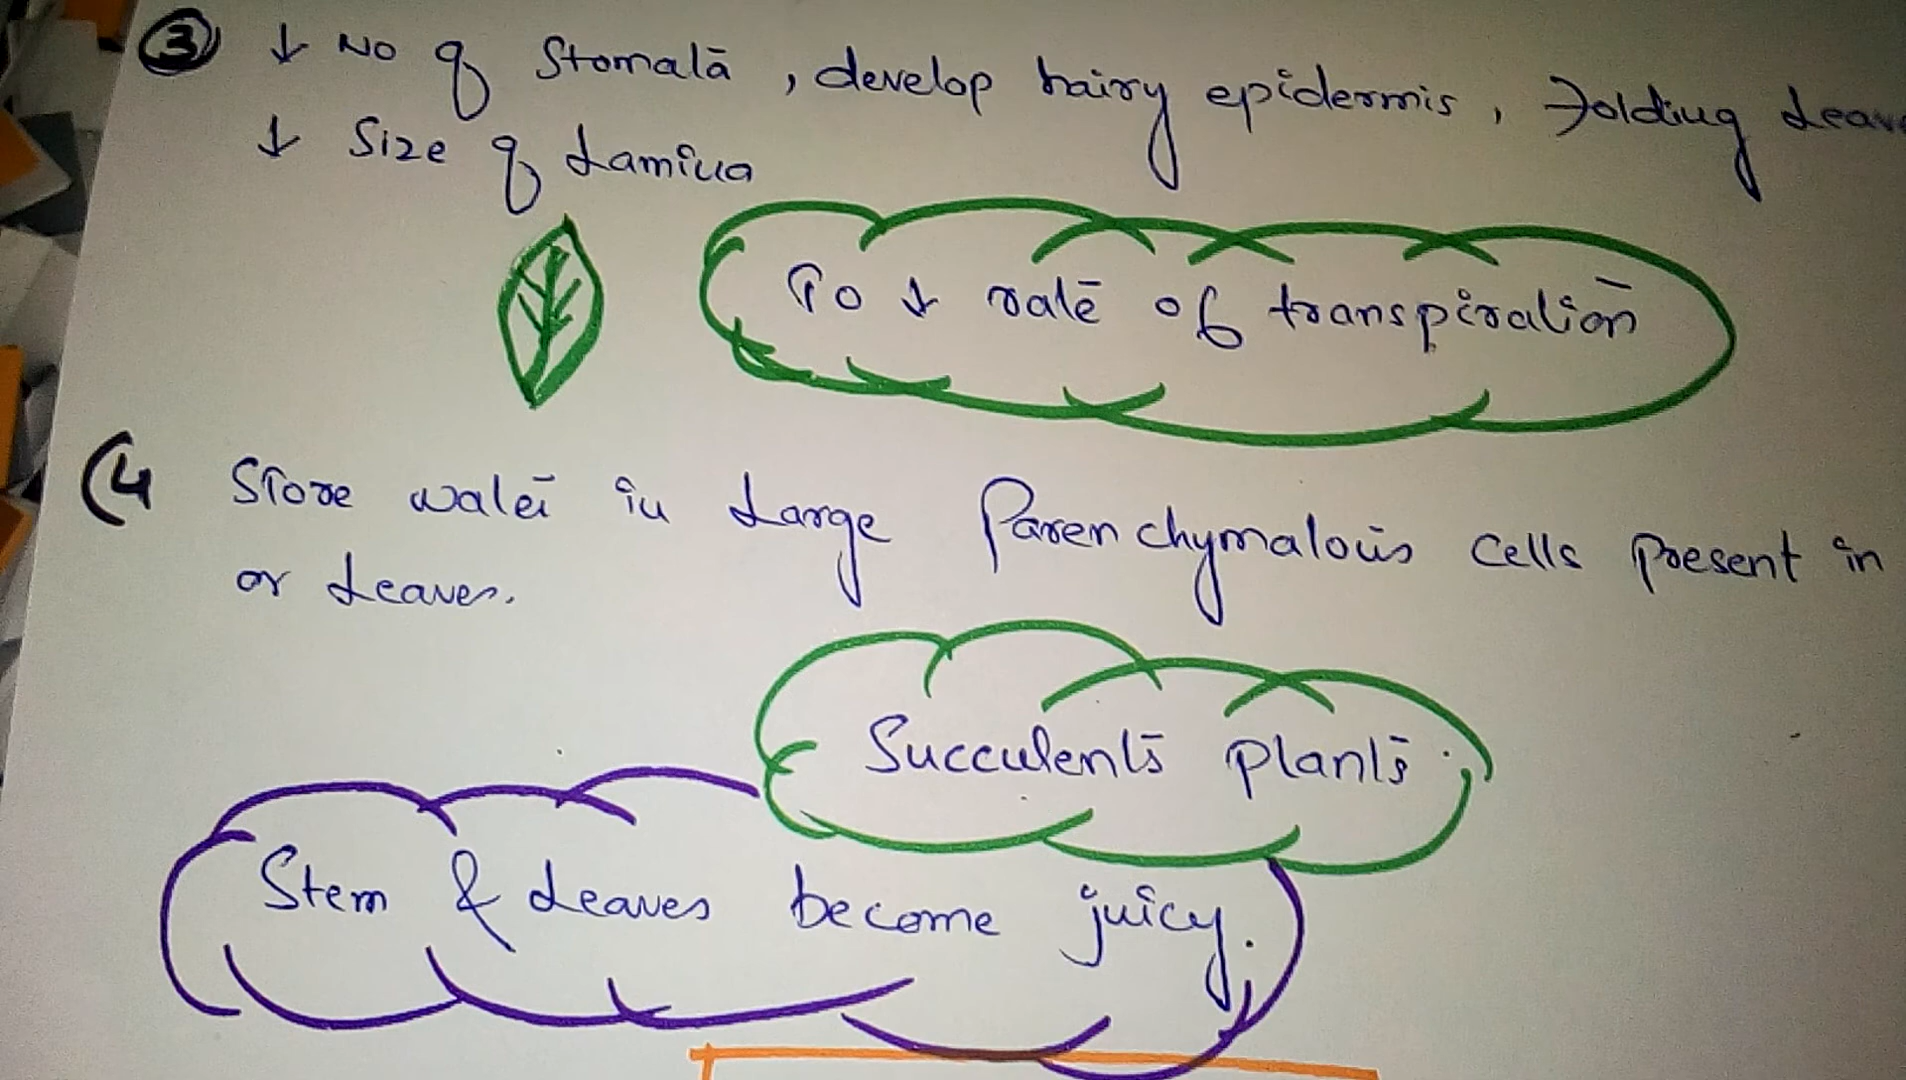 ③ ↓ No of Stomata, develop hairy epidermis, Folding
↓ Size of Lamina
To ↓ rate of transpiration
(4 Store water in Large Parenchymatous cells present in
or Leaves.
Succulents plants.
Stem & Leaves become juicy.